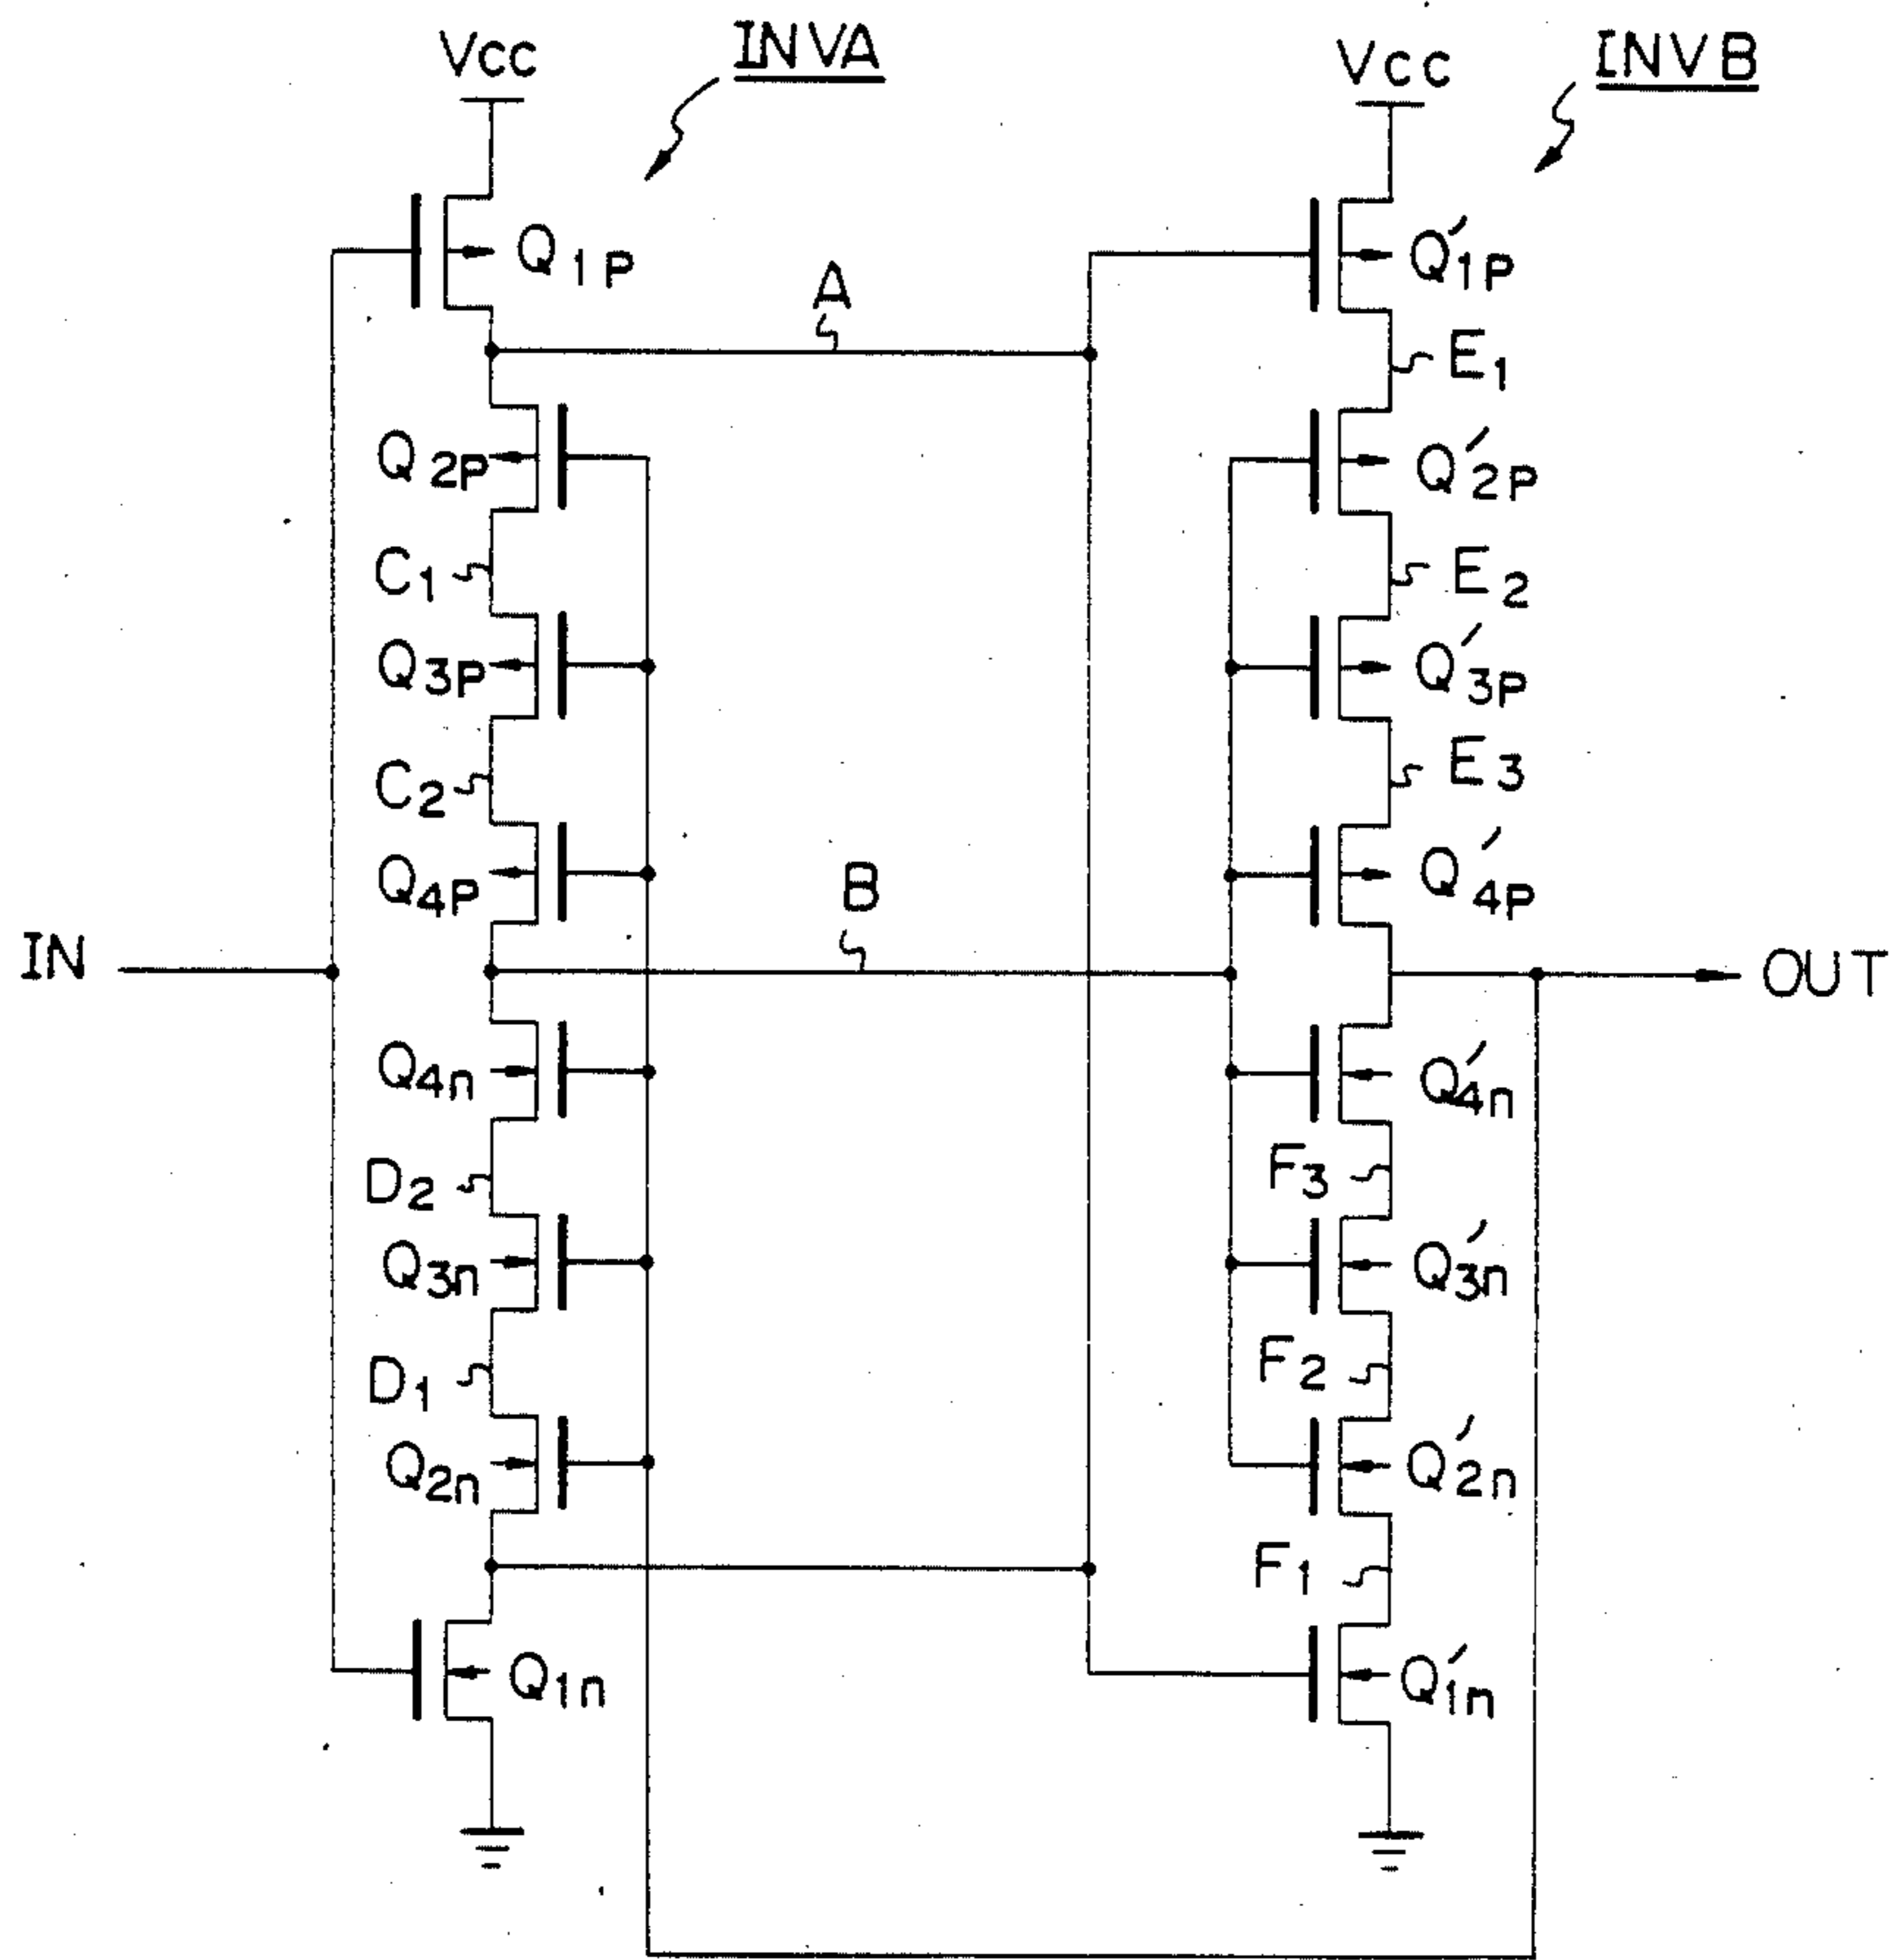 Vcc INVA Vcc INVB
Q1P Q'1P
A
E1
Q2P Q'2P
C1 E2
Q3P Q'3P
C2 E3
Q4P Q'4P
B
IN OUT
Q4n Q'4n
D2 F3
Q3n Q'3n
D1 F2
Q2n Q'2n
F1
Q1n Q'1n